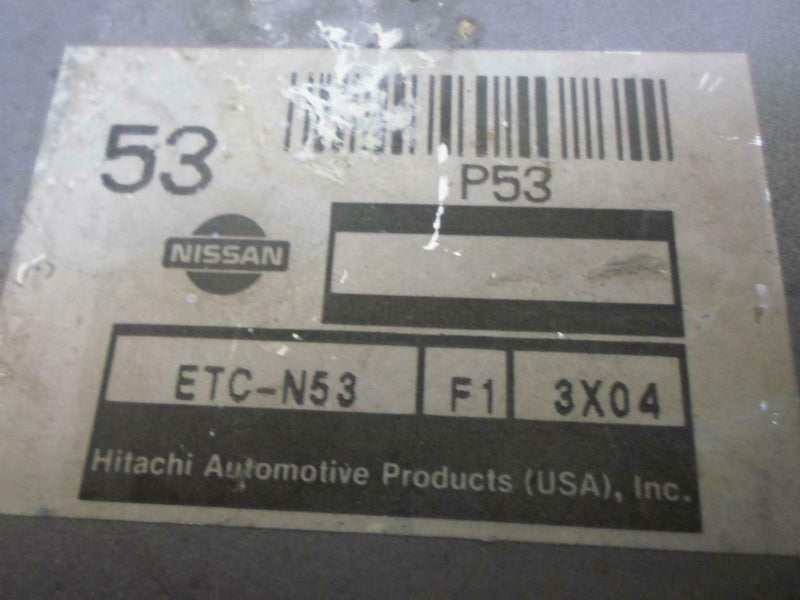 53
P53
NISSAN
ETC-N53 F1 3X04
Hitachi Automotive Products (USA), Inc.